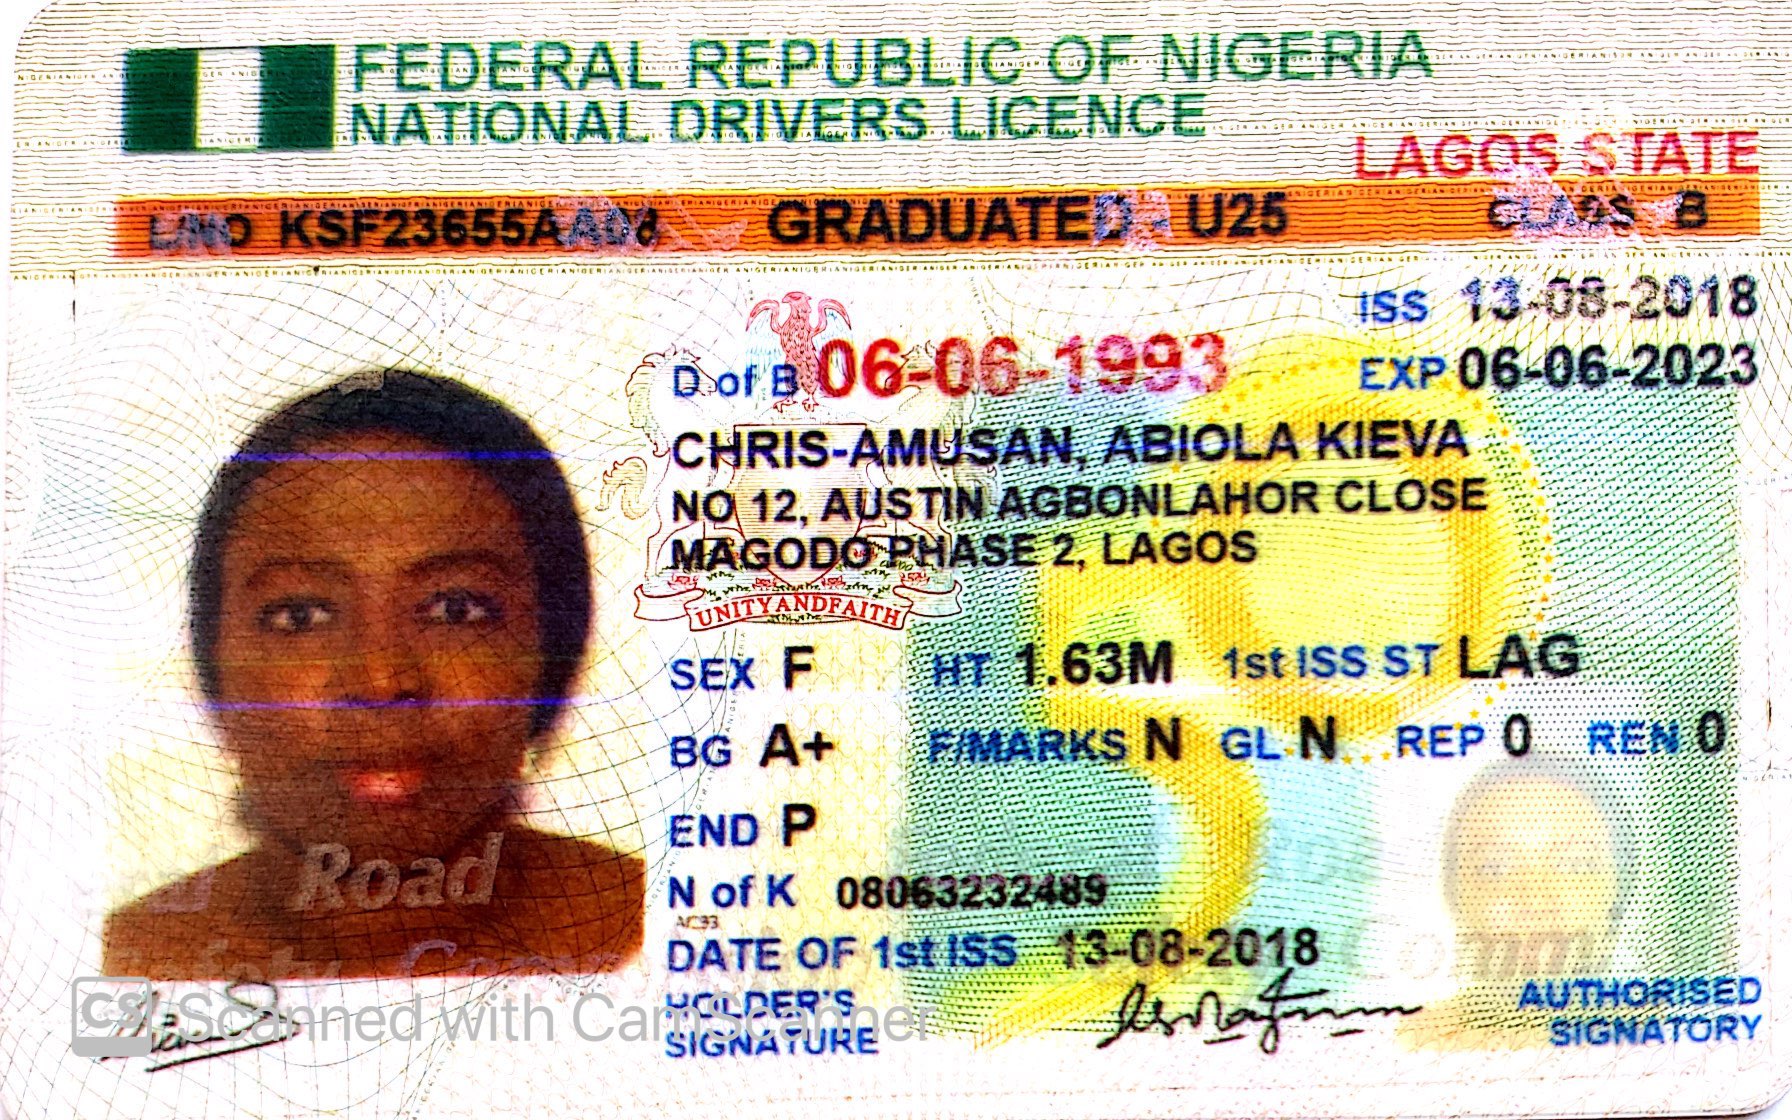 FEDERAL REPUBLIC OF NIGERIA
NATIONAL DRIVERS LICENCE
LAGOS STATE
L/NO KSF23655AA08 GRADUATED - U25 CLASS B
ISS 13-08-2018
D of B 06-06-1993 EXP 06-06-2023
CHRIS-AMUSAN, ABIOLA KIEVA
NO 12, AUSTIN AGBONLAHOR CLOSE
MAGODO PHASE 2, LAGOS
UNITY AND FAITH
SEX F HT 1.63M 1st ISS ST LAG
BG A+ F/MARKS N GL N REP 0 REN 0
END P
Road
N of K 08063232489
DATE OF 1st ISS 13-08-2018
HOLDER'S
SIGNATURE
AUTHORISED
SIGNATORY
CS Scanned with CamScanner